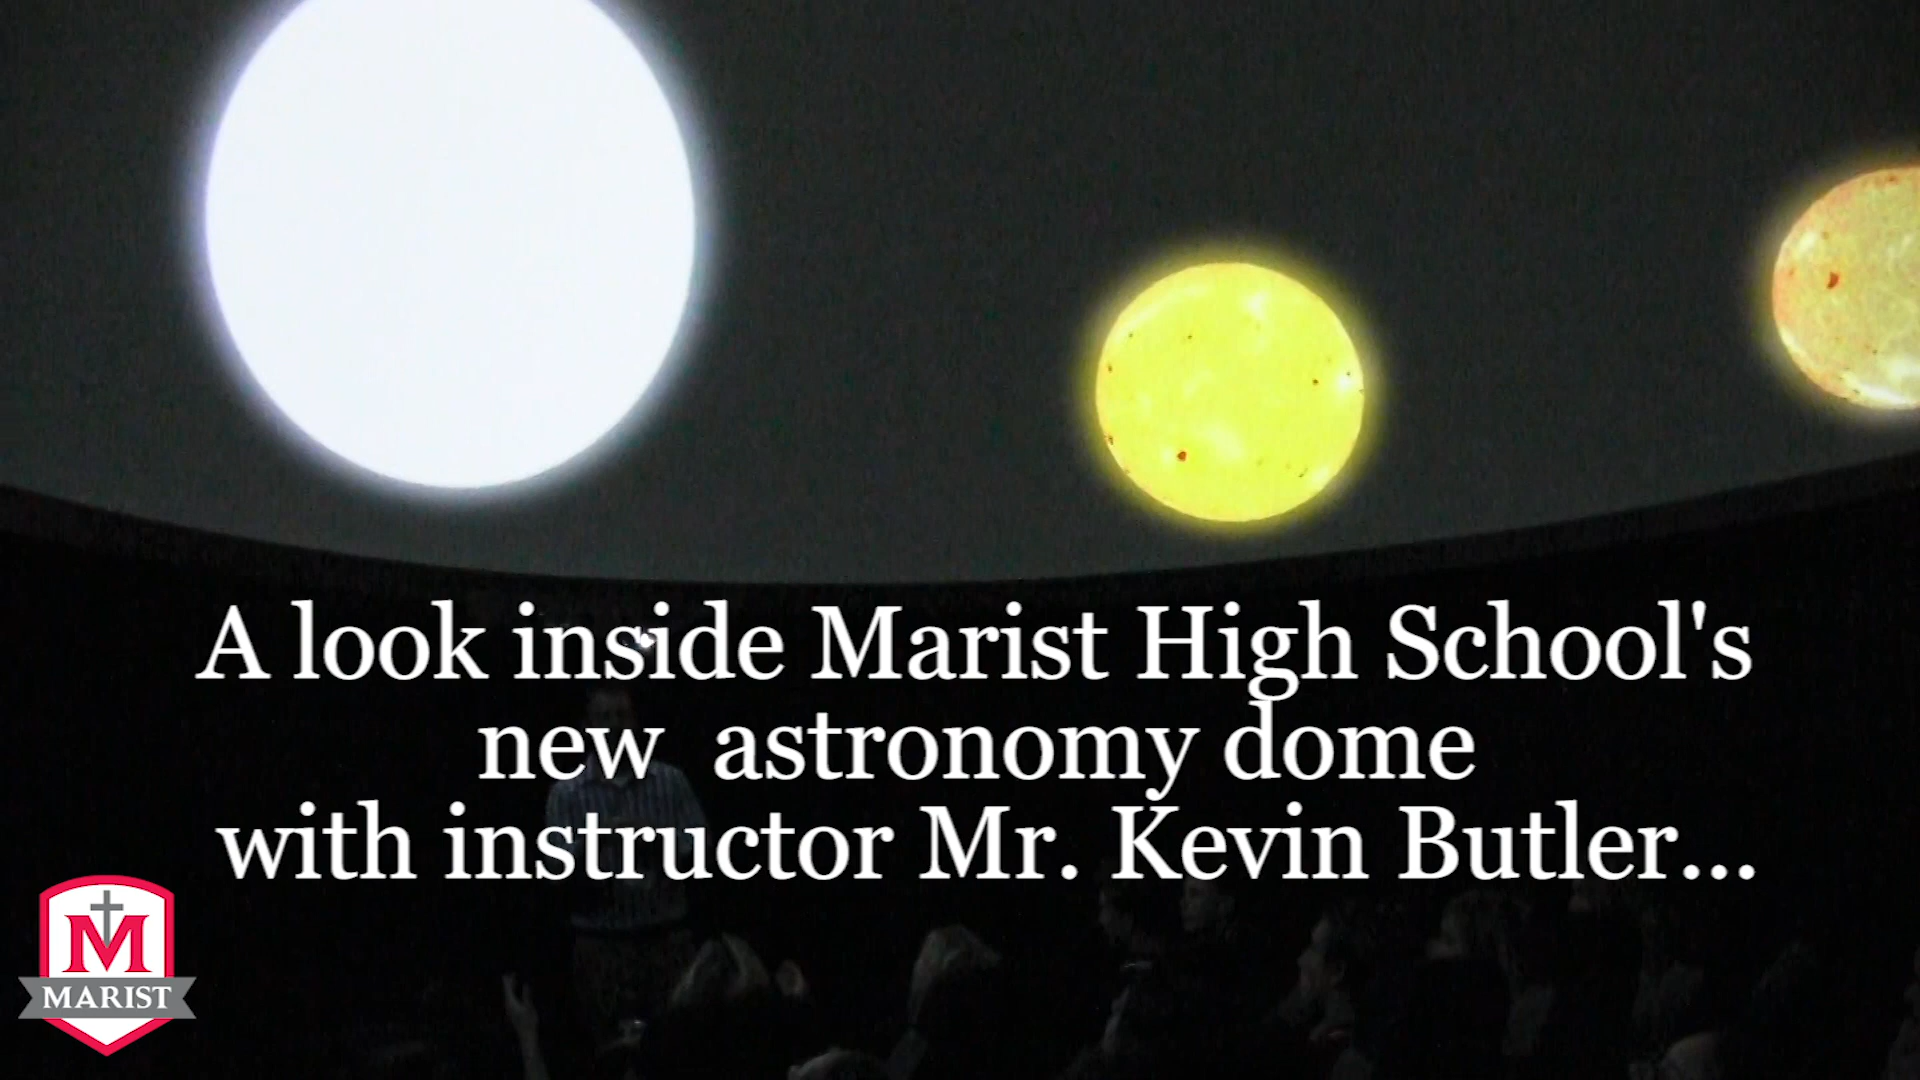 A look inside Marist High School's
new  astronomy dome
with instructor Mr. Kevin Butler...
M
MARIST